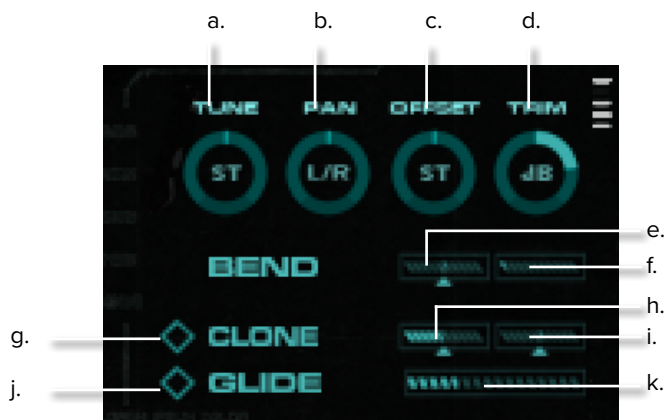 a. b. c. d.
TUNE PAN OFFSET TRIM
ST L/R ST dB
e.
BEND f.
h.
g. CLONE i.
j. GLIDE k.